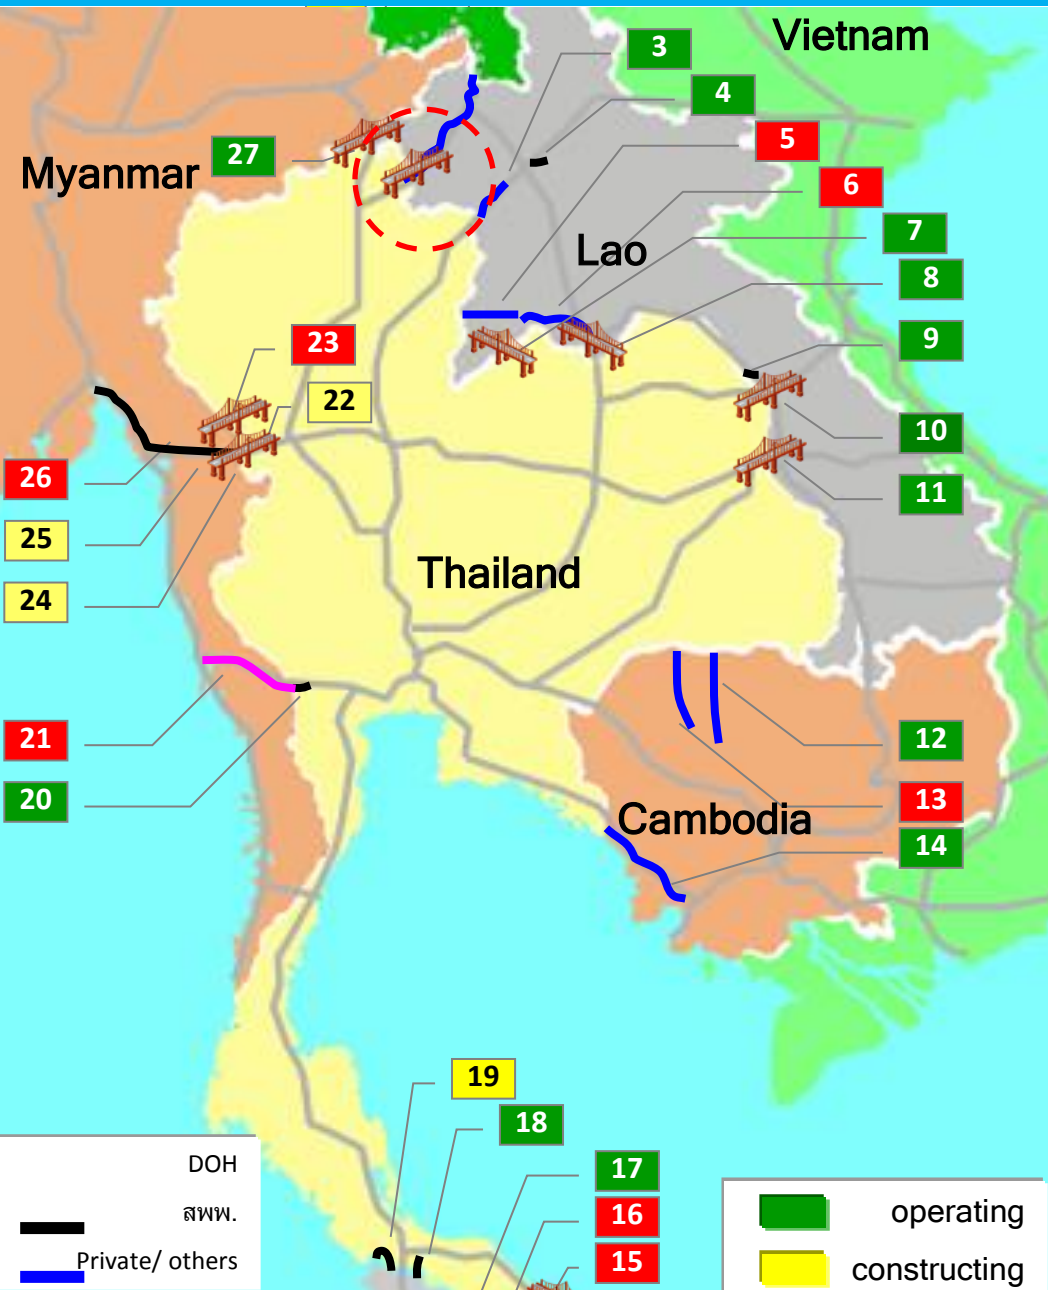 Vietnam
3
4
5
27
Myanmar
6
7
Lao
8
9
23
22
10
26
11
25
Thailand
24
21
12
20
13
Cambodia
14
19
18
17
16
15
DOH
สพพ.
Private/ others
operating
constructing